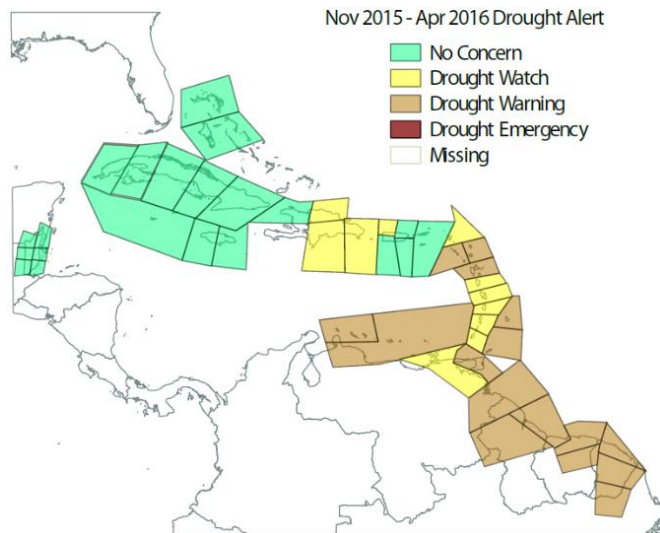 Nov 2015 - Apr 2016 Drought Alert
No Concern
Drought Watch
Drought Warning
Drought Emergency
Missing